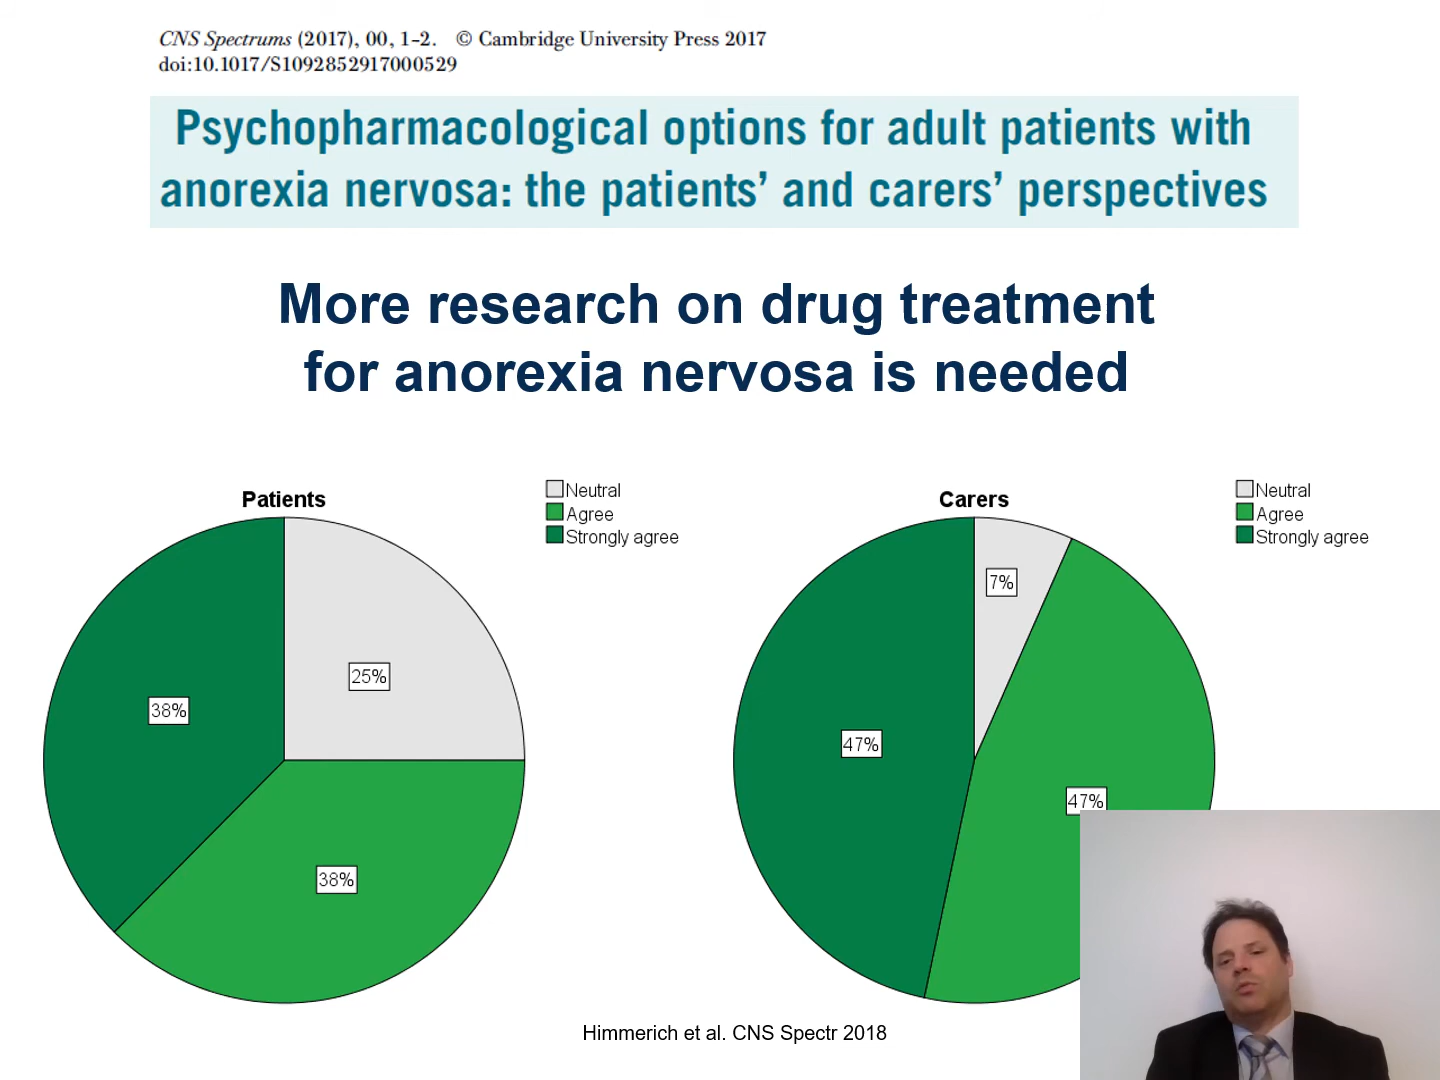 CNS Spectrums (2017), 00, 1–2. © Cambridge University Press 2017
doi:10.1017/S1092852917000529
Psychopharmacological options for adult patients with
anorexia nervosa: the patients’ and carers’ perspectives
More research on drug treatment
for anorexia nervosa is needed
Patients
Neutral
Agree
Strongly agree
25%
38%
38%
Carers
Neutral
Agree
Strongly agree
7%
47%
47%
Himmerich et al. CNS Spectr 2018